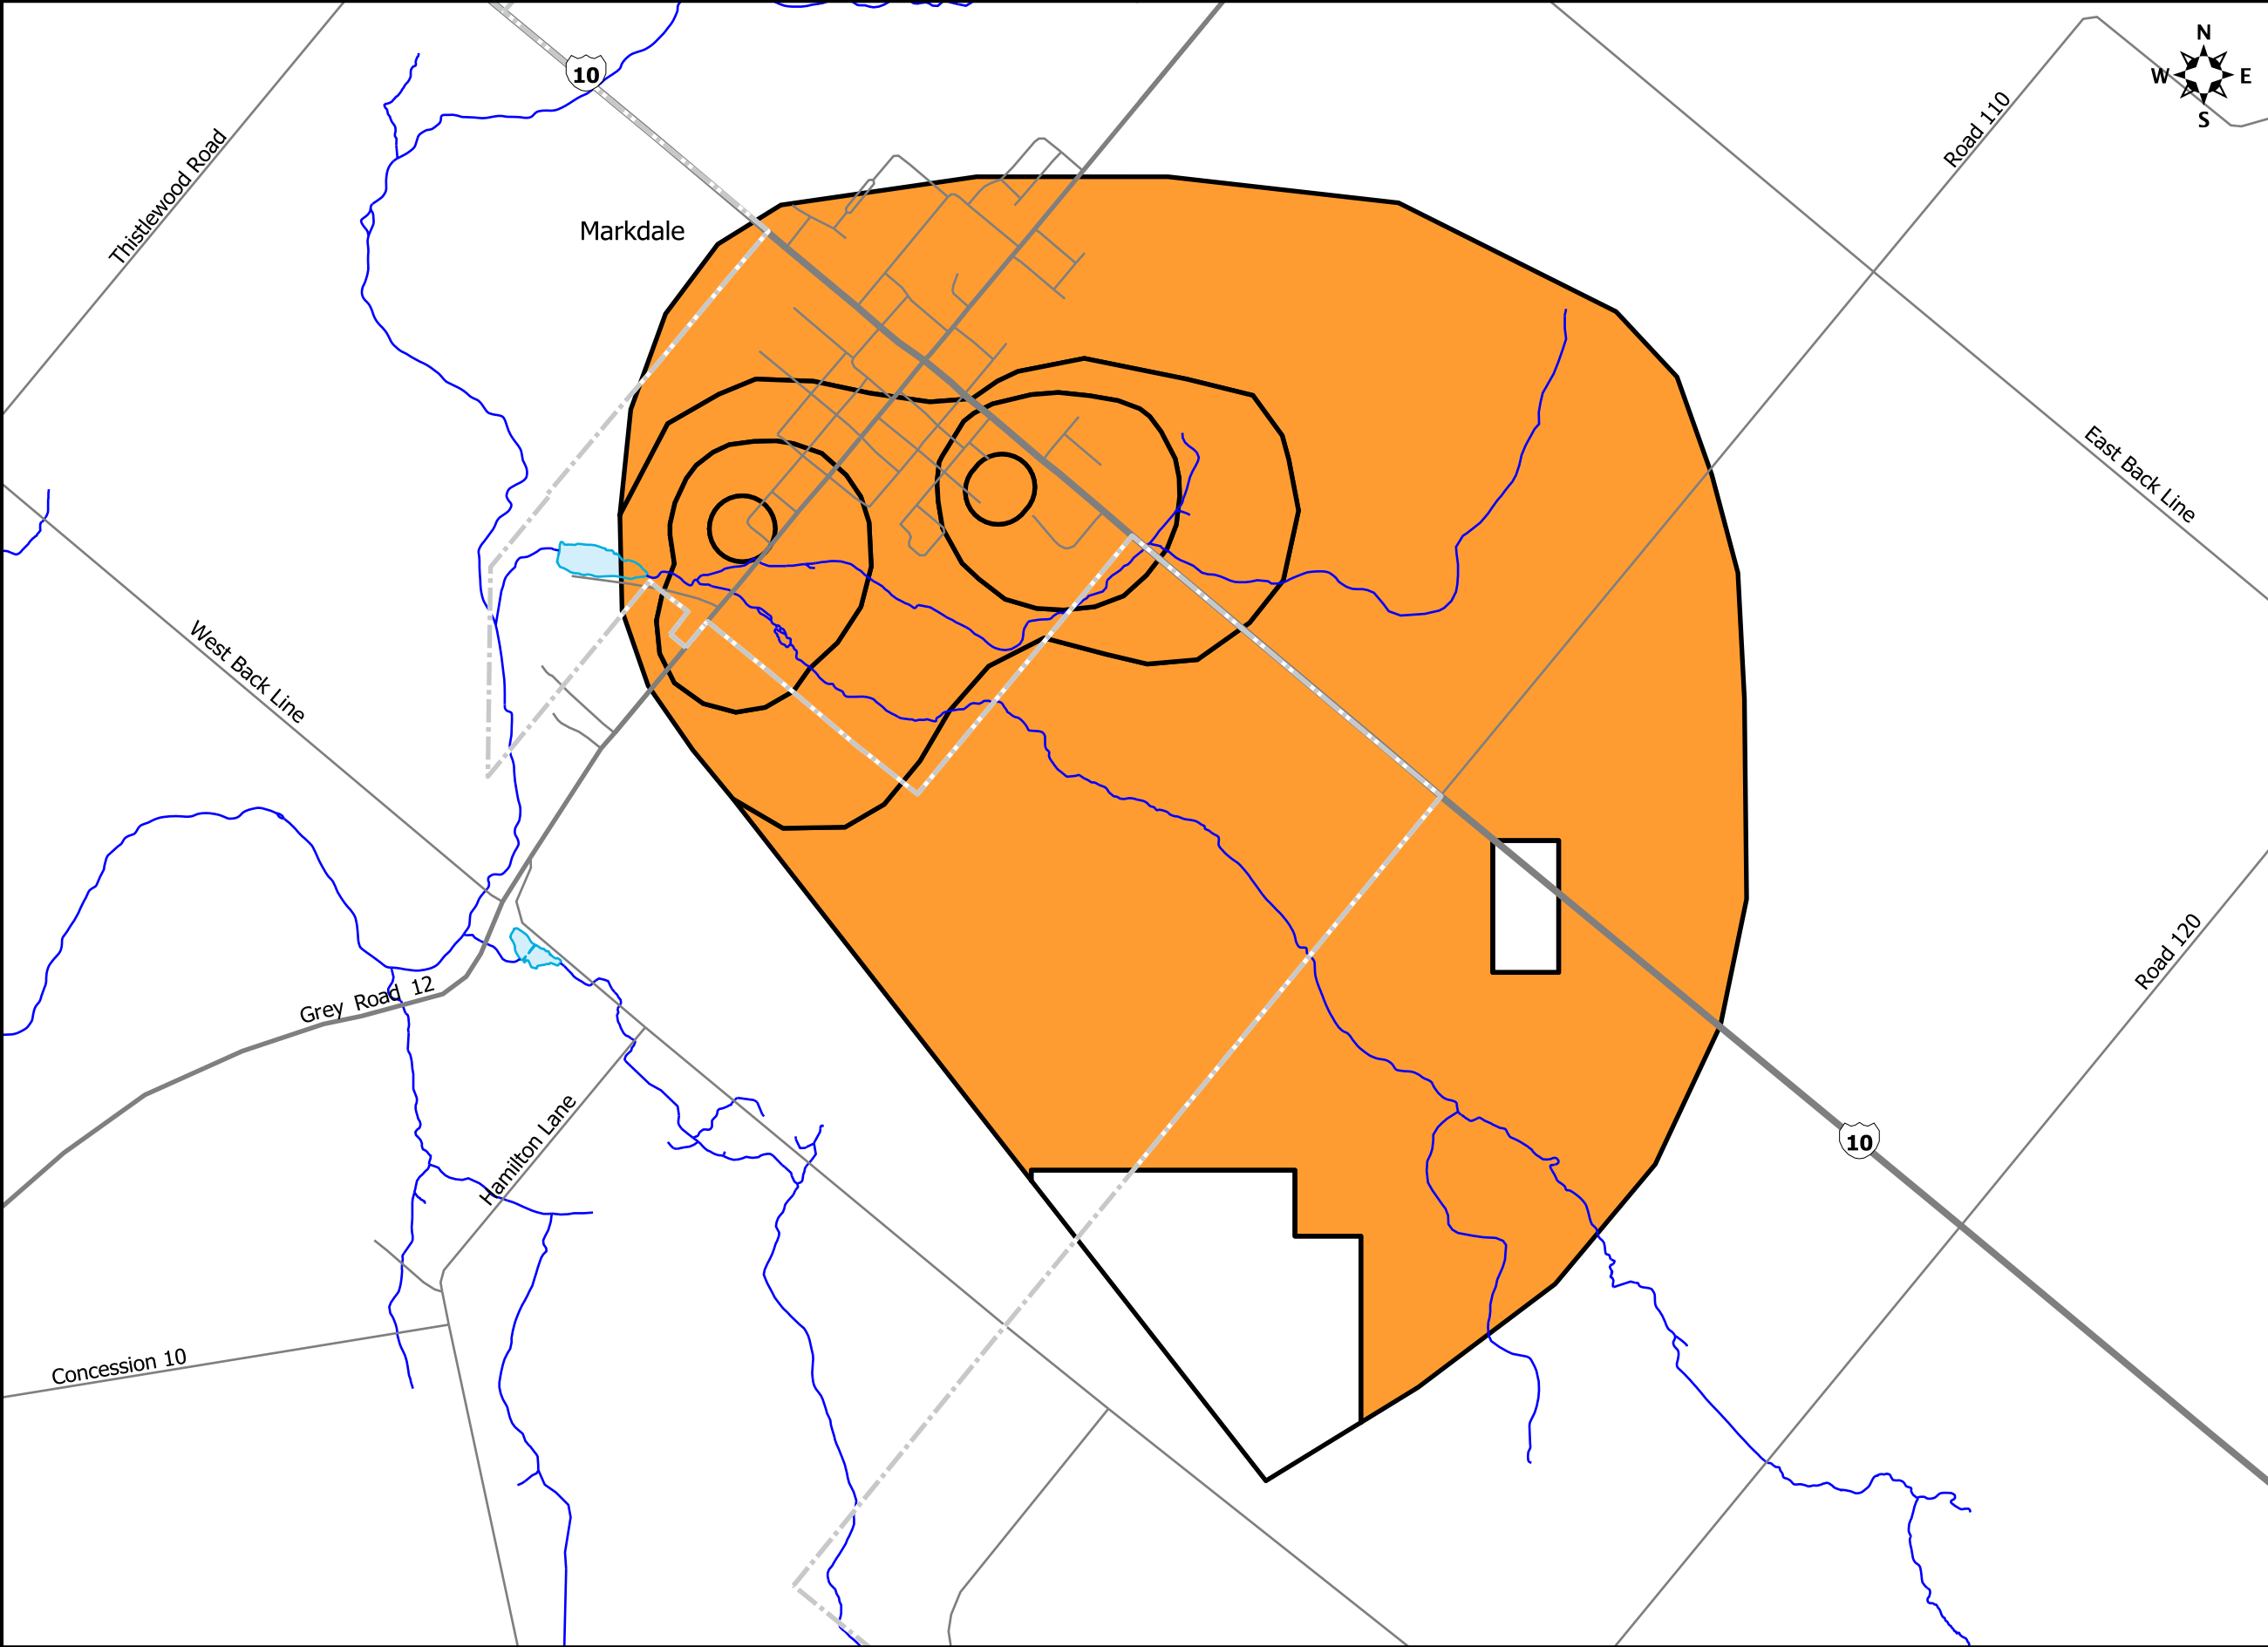 N
10
W E
S
Road 110
Thistlewood Road
Markdale
East Back Line
West Back Line
Road 120
Grey Road 12
Hamilton Lane
10
Concession 10